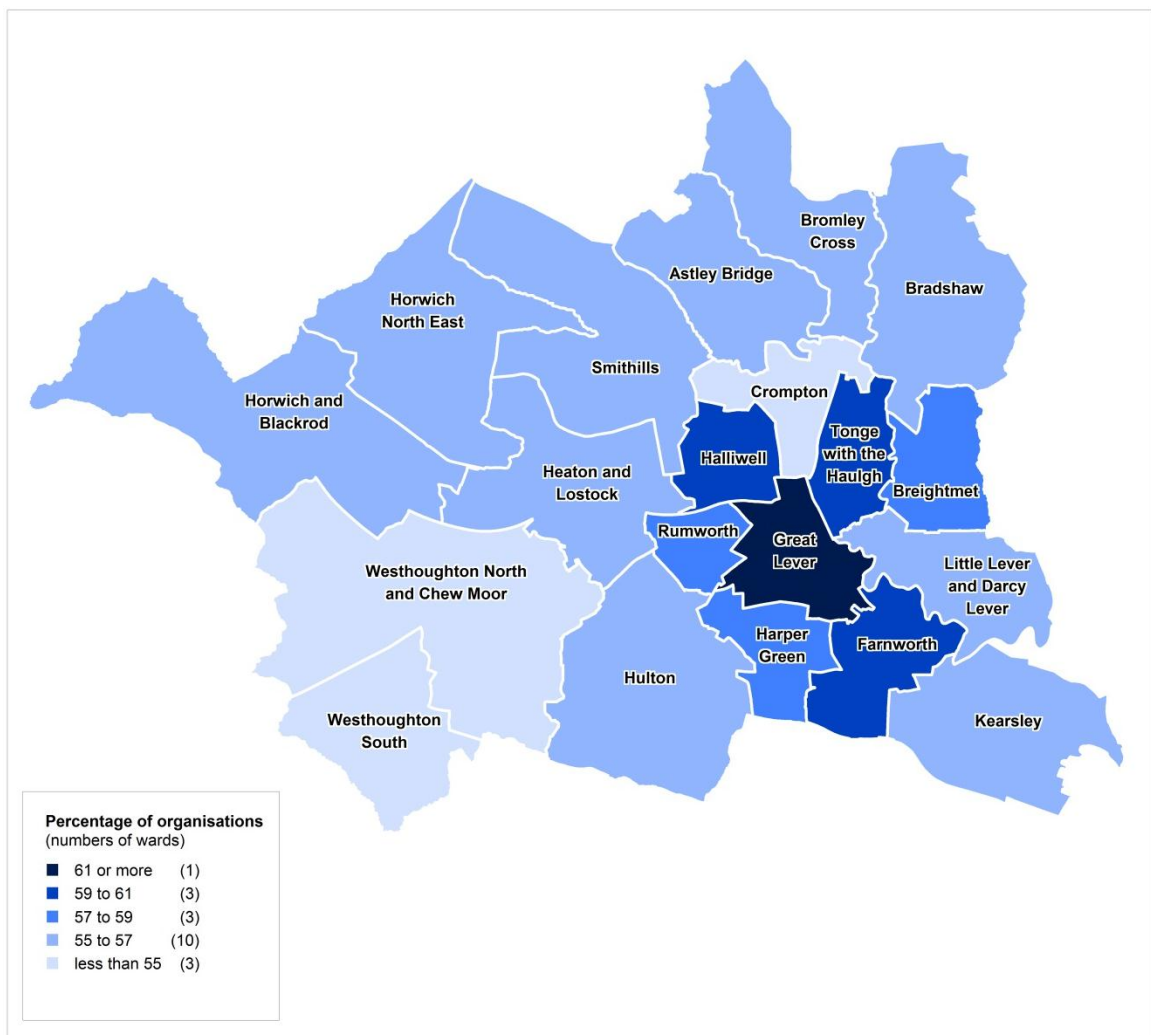 Bromley
Cross
Astley Bridge
Bradshaw
Horwich
North East
Smithills
Crompton
Horwich and
Blackrod
Tonge
with the
Haulgh
Halliwell
Heaton and
Lostock
Breightmet
Rumworth
Great
Lever
Westhoughton North
and Chew Moor
Little Lever
and Darcy
Lever
Harper
Green
Farnworth
Hulton
Westhoughton
South
Kearsley
Percentage of organisations
(numbers of wards)
61 or more (1)
59 to 61 (3)
57 to 59 (3)
55 to 57 (10)
less than 55 (3)